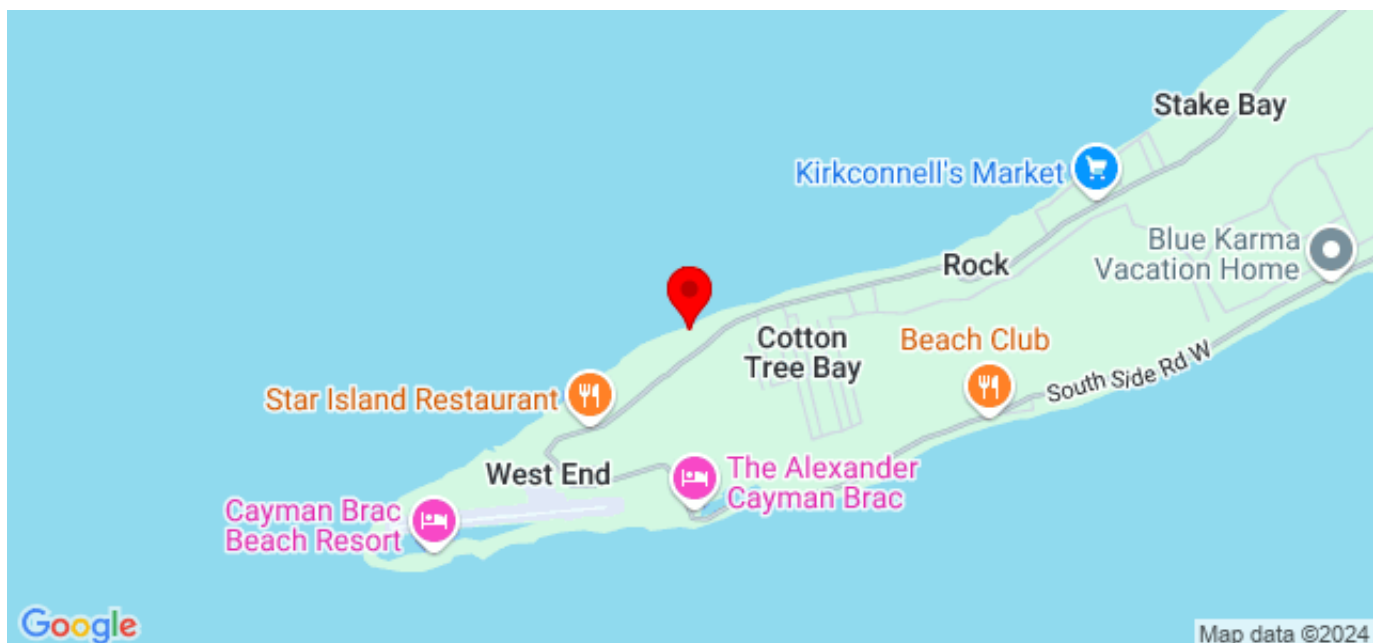 Stake Bay
Kirkconnell's Market
Blue Karma
Vacation Home
Rock
Cotton
Tree Bay
Beach Club
South Side Rd W
Star Island Restaurant
West End
The Alexander
Cayman Brac
Cayman Brac
Beach Resort
Google
Map data ©2024